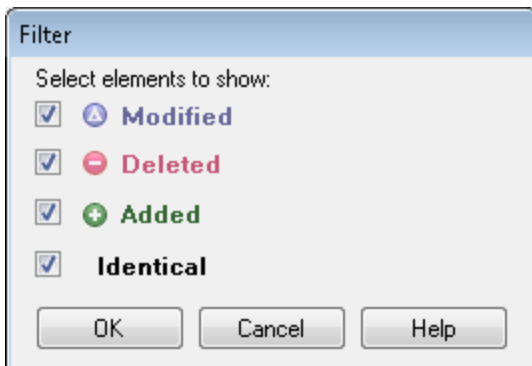 Filter
Select elements to show:
Modified
Deleted
Added
Identical
OK Cancel Help